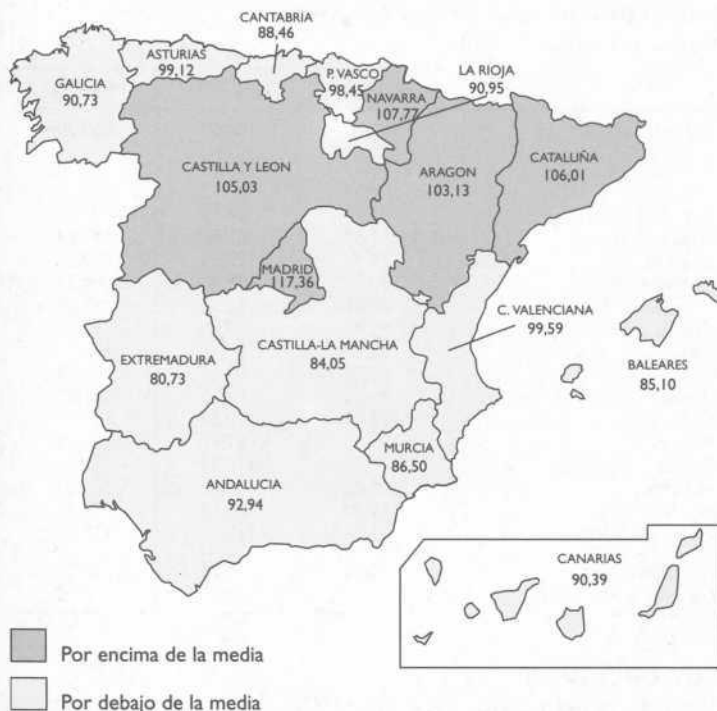 CANTABRIA
88,46
ASTURIAS
99,12
GALICIA
90,73
P. VASCO
98,45
LA RIOJA
90,95
NAVARRA
107,77
CASTILLA Y LEON
105,03
ARAGON
103,13
CATALUÑA
106,01
MADRID
117,36
C. VALENCIANA
99,59
CASTILLA-LA MANCHA
84,05
EXTREMADURA
80,73
BALEARES
85,10
MURCIA
86,50
ANDALUCIA
92,94
CANARIAS
90,39
Por encima de la media
Por debajo de la media